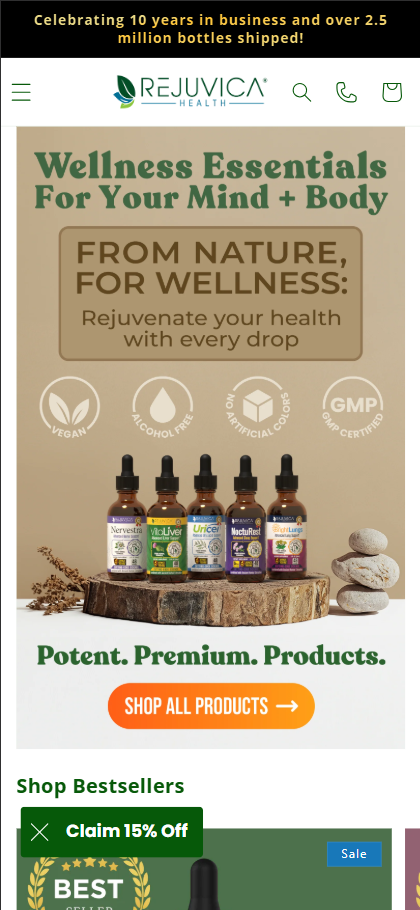 Celebrating 10 years in business and over 2.5
million bottles shipped!
REJUVICA®
HEALTH
Wellness Essentials
For Your Mind + Body
FROM NATURE,
FOR WELLNESS:
Rejuvenate your health
with every drop
VEGAN
ALCOHOL FREE
NO ARTIFICIAL COLORS
GMP
GMP CERTIFIED
Nervestra
VitaLiver
Uricel
NoctuRest
Potent. Premium. Products.
SHOP ALL PRODUCTS →
Shop Bestsellers
Claim 15% Off
Sale
BEST
SELLER